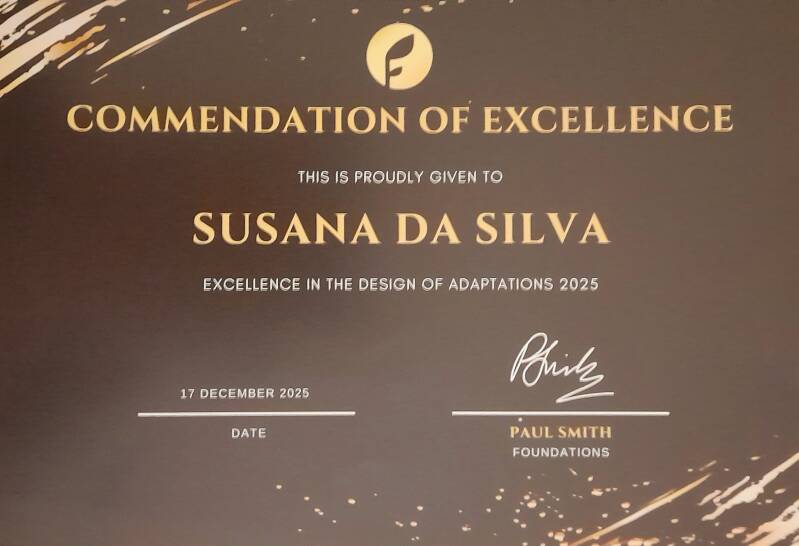 COMMENDATION OF EXCELLENCE
THIS IS PROUDLY GIVEN TO
SUSANA DA SILVA
EXCELLENCE IN THE DESIGN OF ADAPTATIONS 2025
17 DECEMBER 2025
DATE
PAUL SMITH
FOUNDATIONS